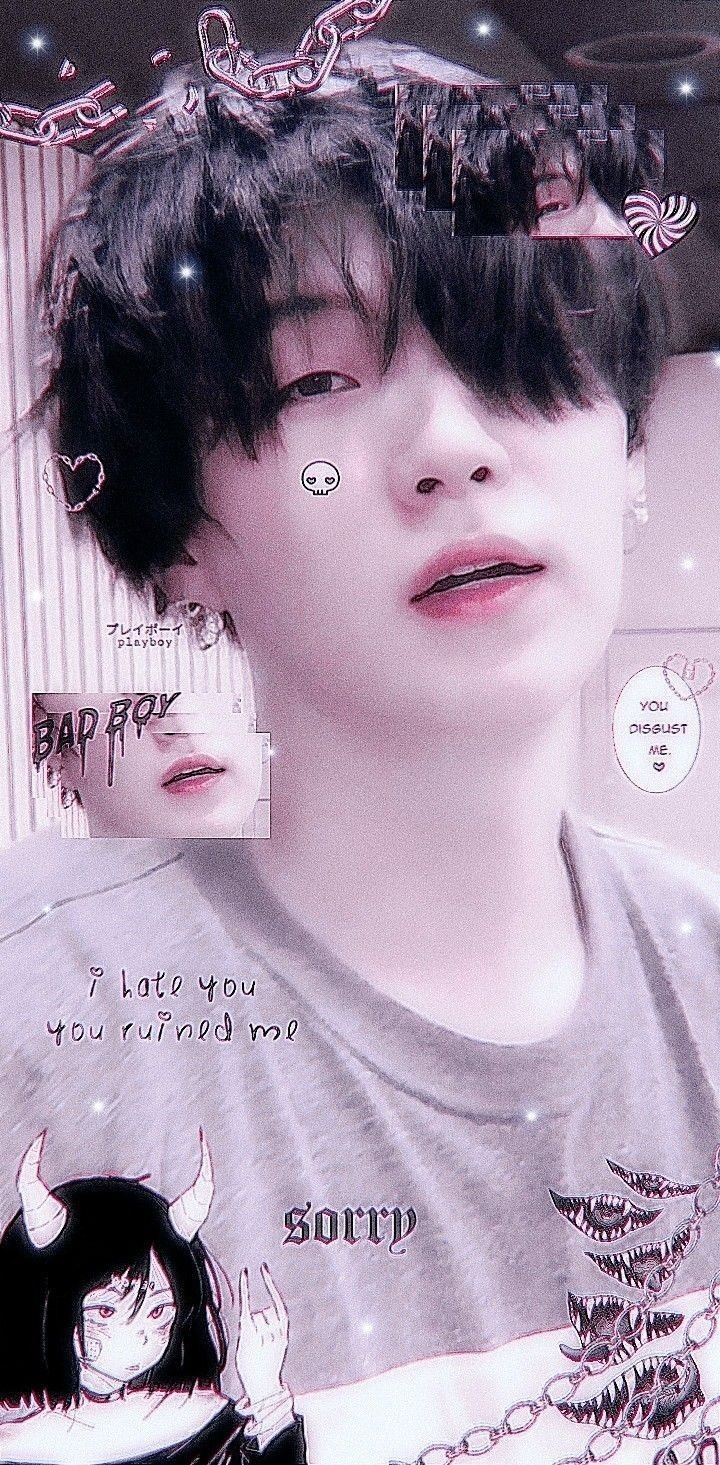 プレイボーイ
playboy
BAD BOY
YOU
DISGUST
ME.
i hate you
you ruined me
sorry